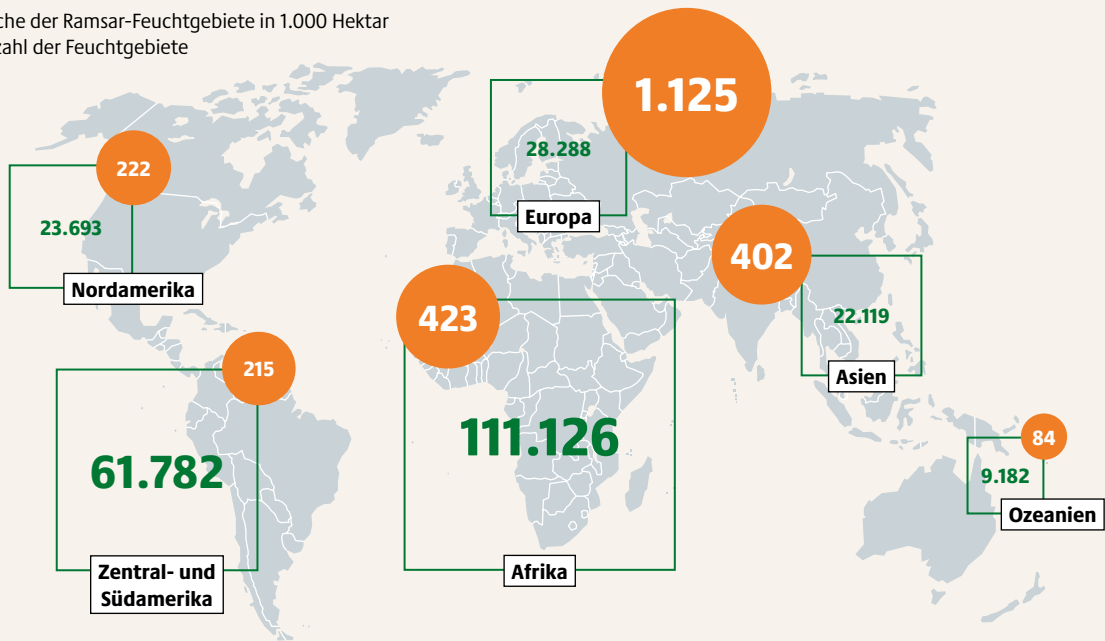 che der Ramsar-Feuchtgebiete in 1.000 Hektar
zahl der Feuchtgebiete
1.125
28.288
Europa
222
23.693
Nordamerika
402
22.119
Asien
423
111.126
Afrika
215
61.782
Zentral- und
Südamerika
84
9.182
Ozeanien